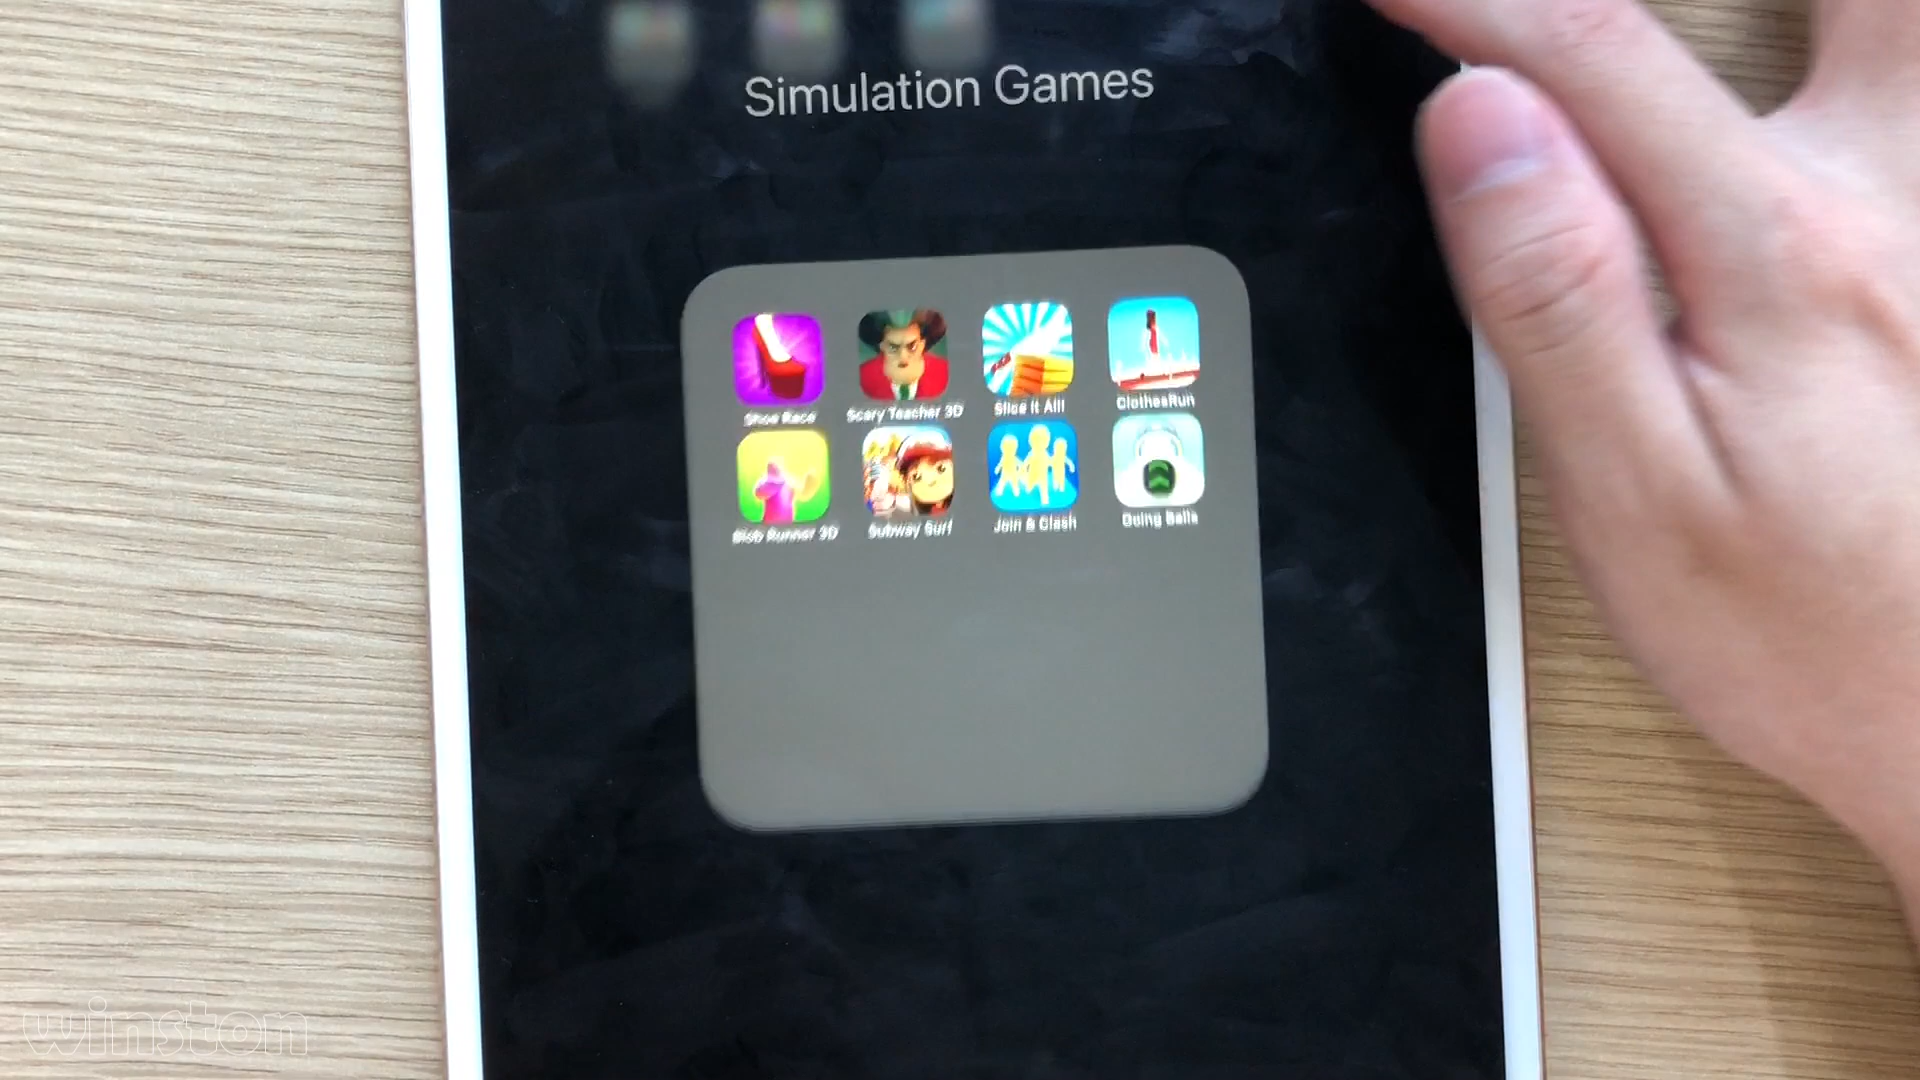 Simulation Games
Shoe Race Scary Teacher 3D Slice It All! ClothesRun
Blob Runner 3D Subway Surf Join & Clash Going Balls
winston